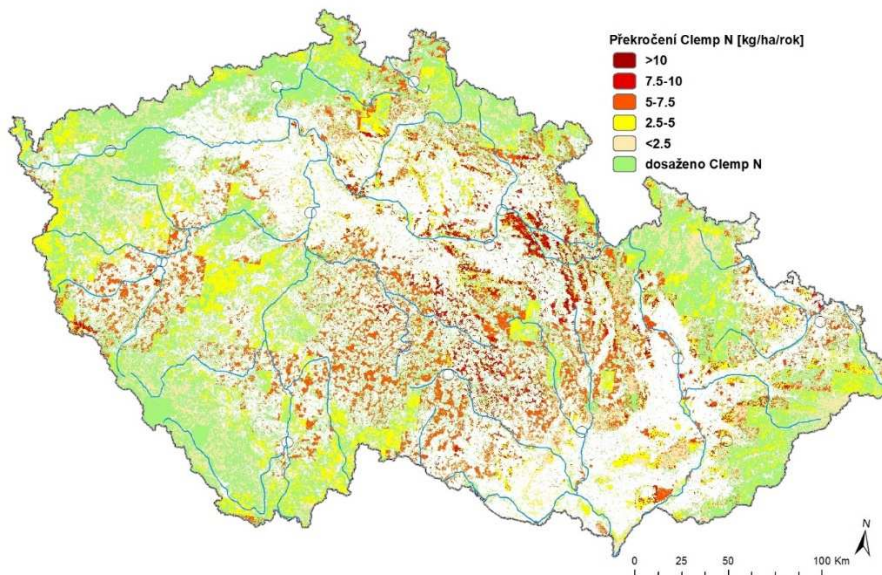 Překročení Clemp N [kg/ha/rok]
>10
7.5-10
5-7.5
2.5-5
<2.5
dosaženo Clemp N
N
0 25 50 100 Km